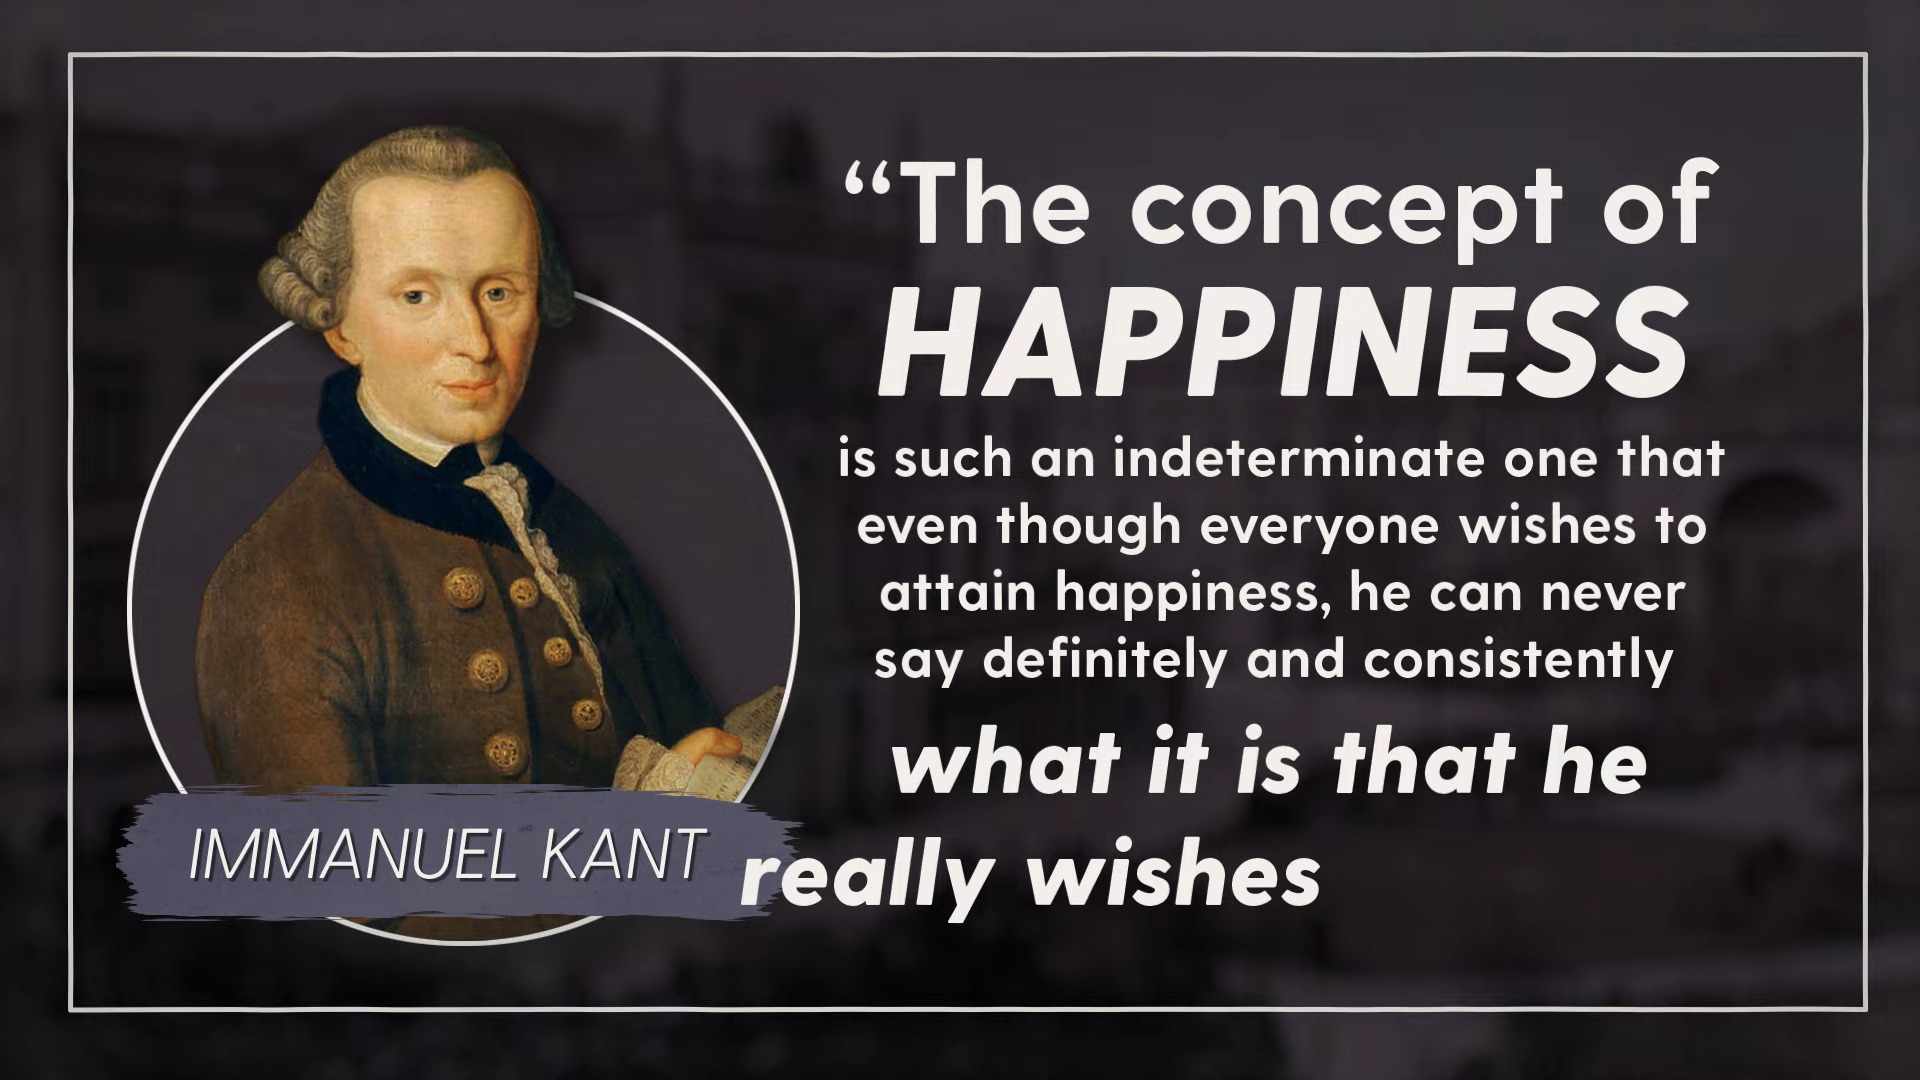 “The concept of
HAPPINESS
is such an indeterminate one that
even though everyone wishes to
attain happiness, he can never
say definitely and consistently
what it is that he
really wishes
IMMANUEL KANT